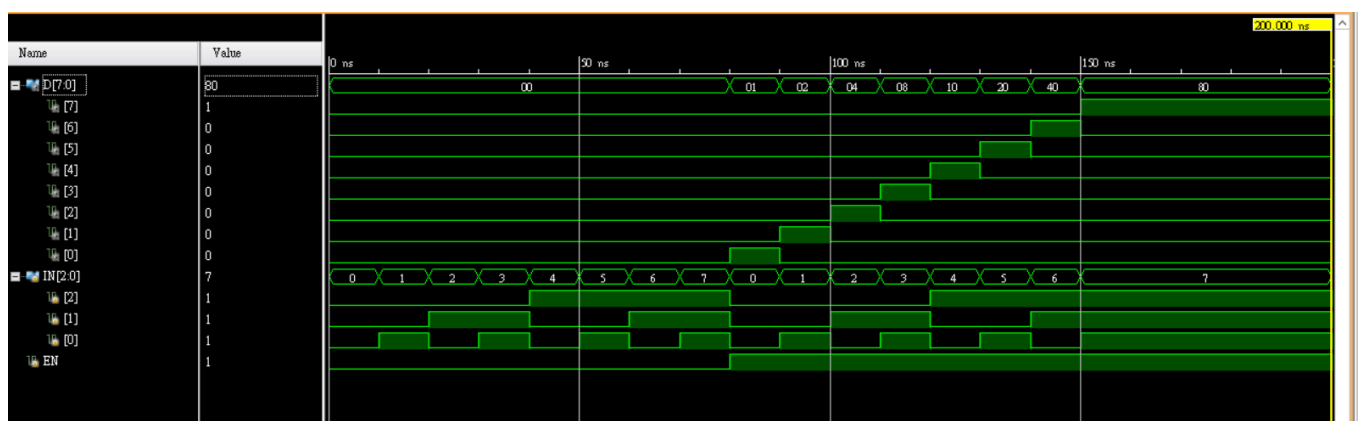 200.000 ns
Name Value
0 ns 50 ns 100 ns 150 ns
D[7:0] 80 00 01 02 04 08 10 20 40 80
[7] 1
[6] 0
[5] 0
[4] 0
[3] 0
[2] 0
[1] 0
[0] 0
IN[2:0] 7 0 1 2 3 4 5 6 7 0 1 2 3 4 5 6 7
[2] 1
[1] 1
[0] 1
EN 1